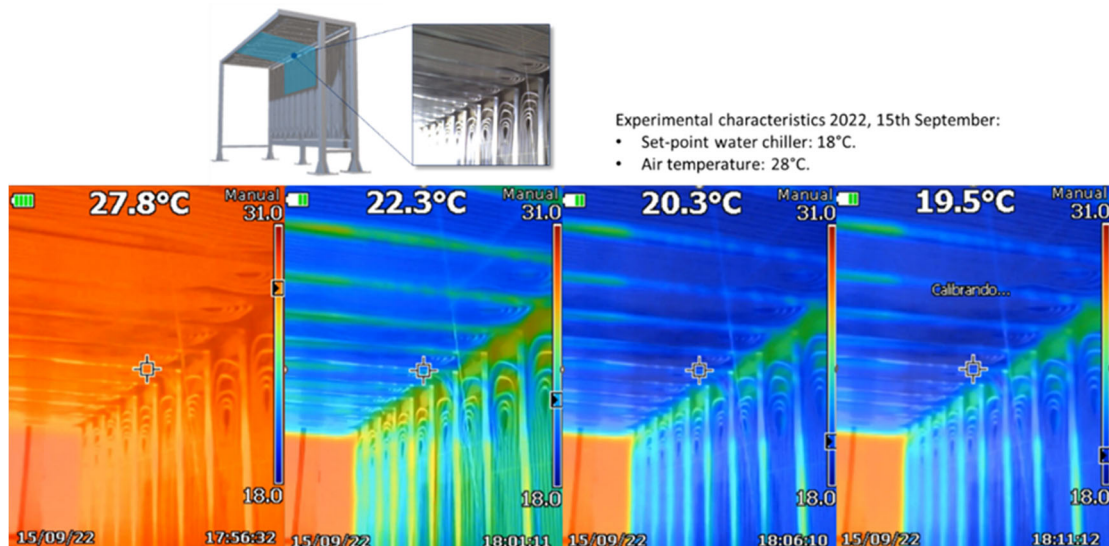 Experimental characteristics 2022, 15th September:
• Set-point water chiller: 18°C.
• Air temperature: 28°C.
27.8°C Manual
31.0
18.0
15/09/22 17:56:32
22.3°C Manual
31.0
18.0
15/09/22 18:01:11
20.3°C Manual
31.0
18.0
15/09/22 18:06:10
19.5°C Manual
31.0
Calibrando...
18.0
15/09/22 18:11:12